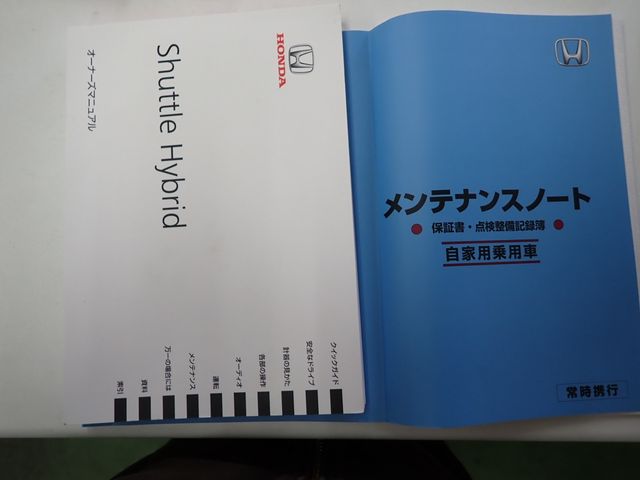 HONDA
Shuttle Hybrid
オーナーズマニュアル
クイックガイド
安全なドライブ
計器の見かた
各部の操作
オーディオ
運転
メンテナンス
万一の場合には
資料
索引
メンテナンスノート
保証書・点検整備記録簿
自家用乗用車
常時携行